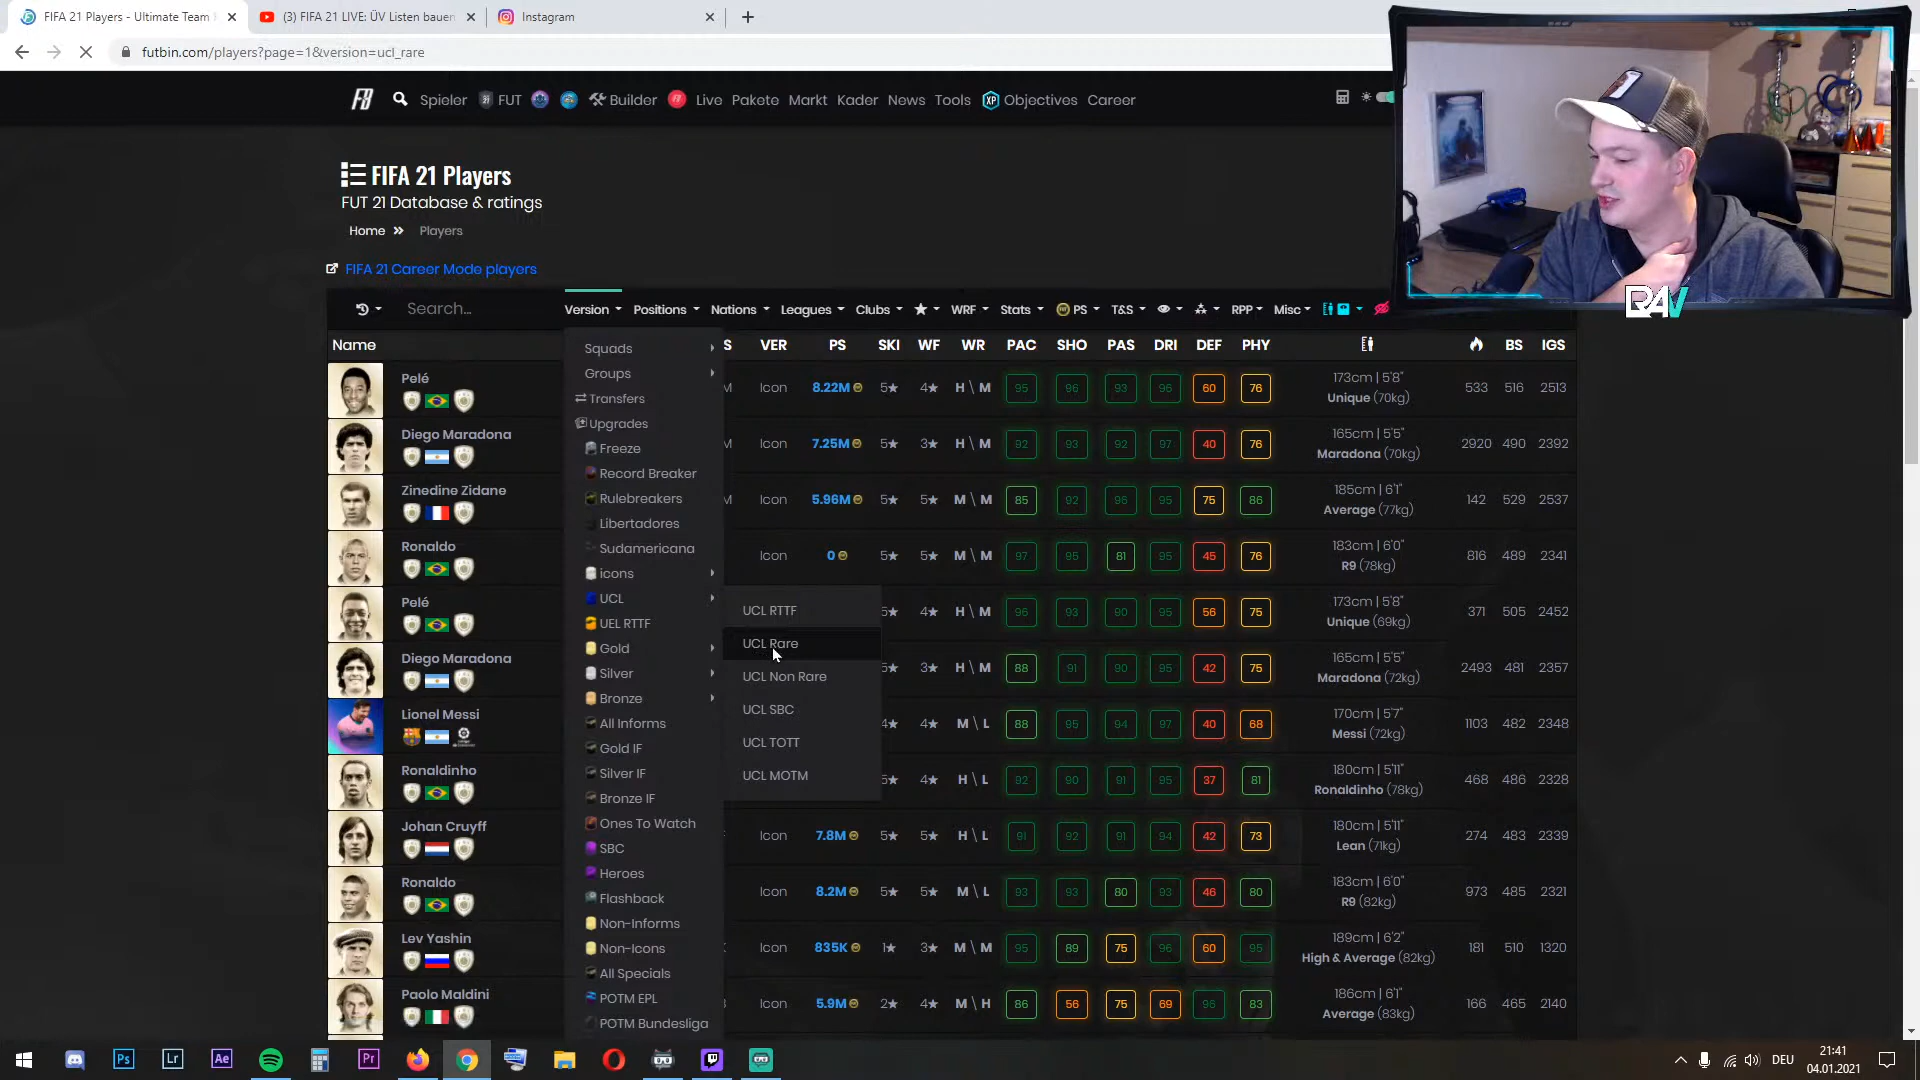 FIFA 21 Players - Ultimate Team
(3) FIFA 21 LIVE: ÜV Listen bauen
Instagram
futbin.com/players?page=1&version=ucl_rare
Spieler FUT Builder Live Pakete Markt Kader News Tools XP Objectives Career
FIFA 21 Players
FUT 21 Database & ratings
Home Players
FIFA 21 Career Mode players
Search... Version Positions Nations Leagues Clubs WRF Stats PS T&S RPP Misc
Name S VER PS SKI WF WR PAC SHO PAS DRI DEF PHY BS IGS
Pelé M Icon 8.22M 5★ 4★ H \ M 95 96 93 96 60 76 173cm | 5'8" Unique (70kg) 533 516 2513
Diego Maradona M Icon 7.25M 5★ 3★ H \ M 92 93 92 97 40 76 165cm | 5'5" Maradona (70kg) 2920 490 2392
Zinedine Zidane M Icon 5.96M 5★ 5★ M \ M 85 92 96 95 75 86 185cm | 6'1" Average (77kg) 142 529 2537
Ronaldo Icon 0 5★ 5★ M \ M 97 95 81 95 45 76 183cm | 6'0" R9 (78kg) 816 489 2341
Pelé 5★ 4★ H \ M 96 93 90 95 56 75 173cm | 5'8" Unique (69kg) 371 505 2452
Diego Maradona 5★ 3★ H \ M 88 91 90 95 42 75 165cm | 5'5" Maradona (72kg) 2493 481 2357
Lionel Messi 4★ 4★ M \ L 88 95 94 97 40 68 170cm | 5'7" Messi (72kg) 1103 482 2348
Ronaldinho 5★ 4★ H \ L 92 90 91 95 37 81 180cm | 5'11" Ronaldinho (78kg) 468 486 2328
Johan Cruyff Icon 7.8M 5★ 5★ H \ L 91 92 91 94 42 73 180cm | 5'11" Lean (71kg) 274 483 2339
Ronaldo Icon 8.2M 5★ 5★ M \ L 93 93 80 93 46 80 183cm | 6'0" R9 (82kg) 973 485 2321
Lev Yashin Icon 835K 1★ 3★ M \ M 95 89 75 96 60 95 189cm | 6'2" High & Average (82kg) 181 510 1320
Paolo Maldini Icon 5.9M 2★ 4★ M \ H 86 56 75 69 96 83 186cm | 6'1" Average (83kg) 166 465 2140
Squads
Groups
Transfers
Upgrades
Freeze
Record Breaker
Rulebreakers
Libertadores
Sudamericana
icons
UCL
UEL RTTF
Gold
Silver
Bronze
All Informs
Gold IF
Silver IF
Bronze IF
Ones To Watch
SBC
Heroes
Flashback
Non-Informs
Non-Icons
All Specials
POTM EPL
POTM Bundesliga
UCL RTTF
UCL Rare
UCL Non Rare
UCL SBC
UCL TOTT
UCL MOTM
RAV
Ps Lr Ae Pr
DEU
21:41
04.01.2021